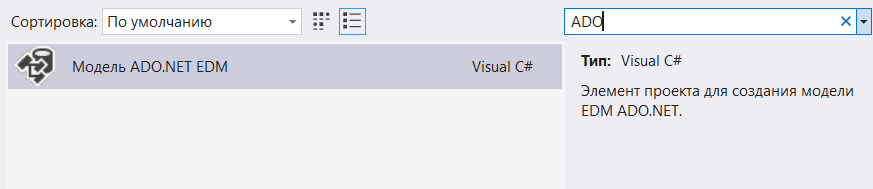 Сортировка: По умолчанию
ADO
Модель ADO.NET EDM Visual C#
Тип: Visual C#
Элемент проекта для создания модели
EDM ADO.NET.